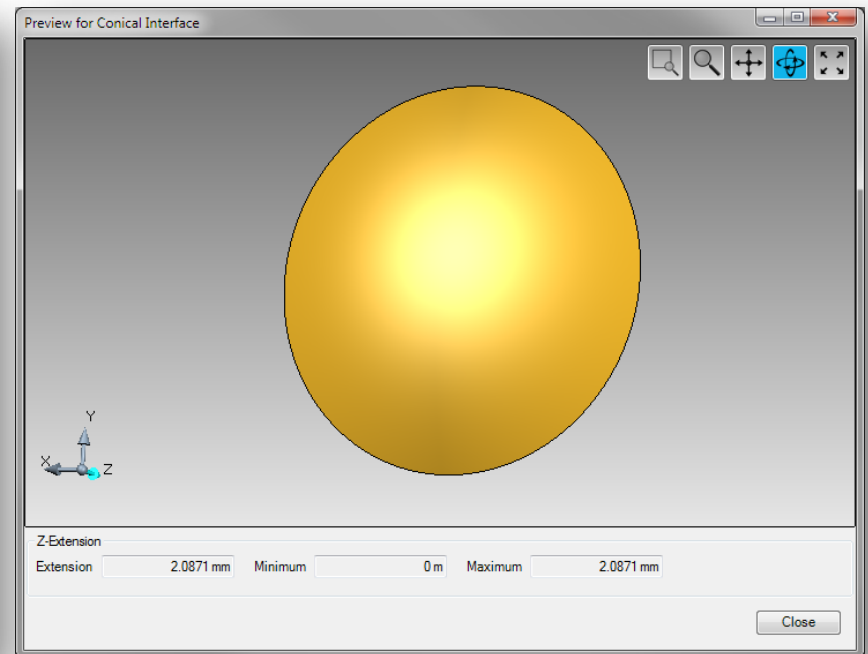 Preview for Conical Interface
Y
X
Z
Z-Extension
Extension 2.0871 mm Minimum 0 m Maximum 2.0871 mm
Close